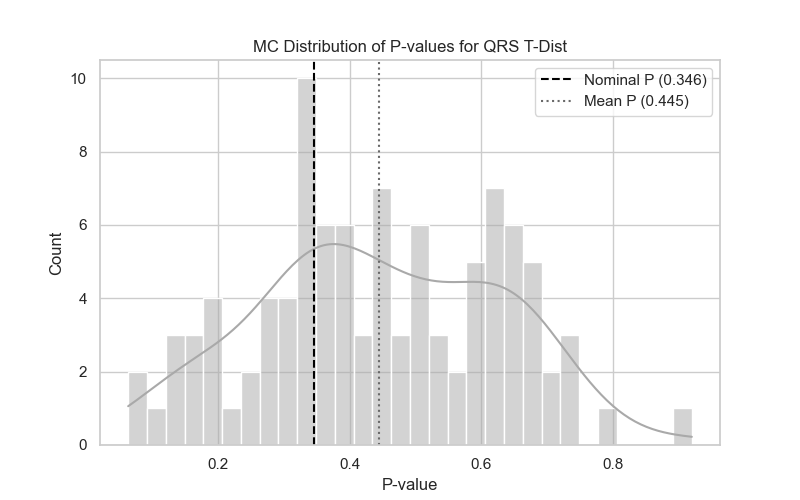 MC Distribution of P-values for QRS T-Dist
Nominal P (0.346)
Mean P (0.445)
10
8
6
4
2
0
Count
0.2
0.4
0.6
0.8
P-value